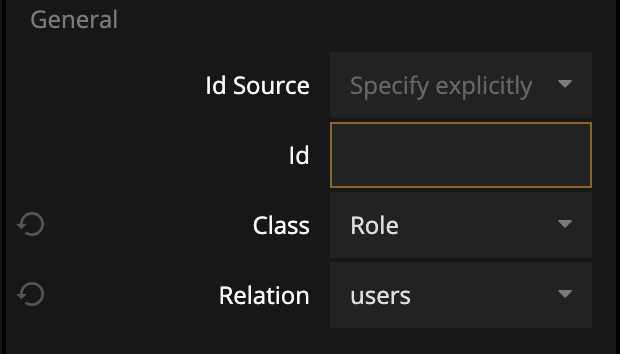 General
Id Source Specify explicitly
Id
Class Role
Relation users